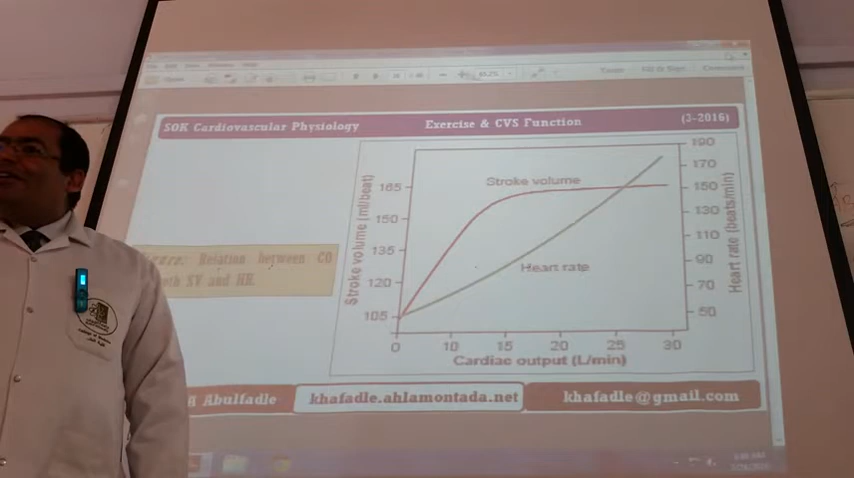 SOK Cardiovascular Physiology Exercise & CVS Function (3-2016)
Stroke volume (ml/beat)
165
150
135
120
105
Stroke volume
Heart rate
190
170
150
130
110
90
70
50
Heart rate (beats/min)
0 10 15 20 25 30
Cardiac output (L/min)
Relation between CO
SV and HR.
Abulfadle khafadle.ahlamontada.net khafadle@gmail.com